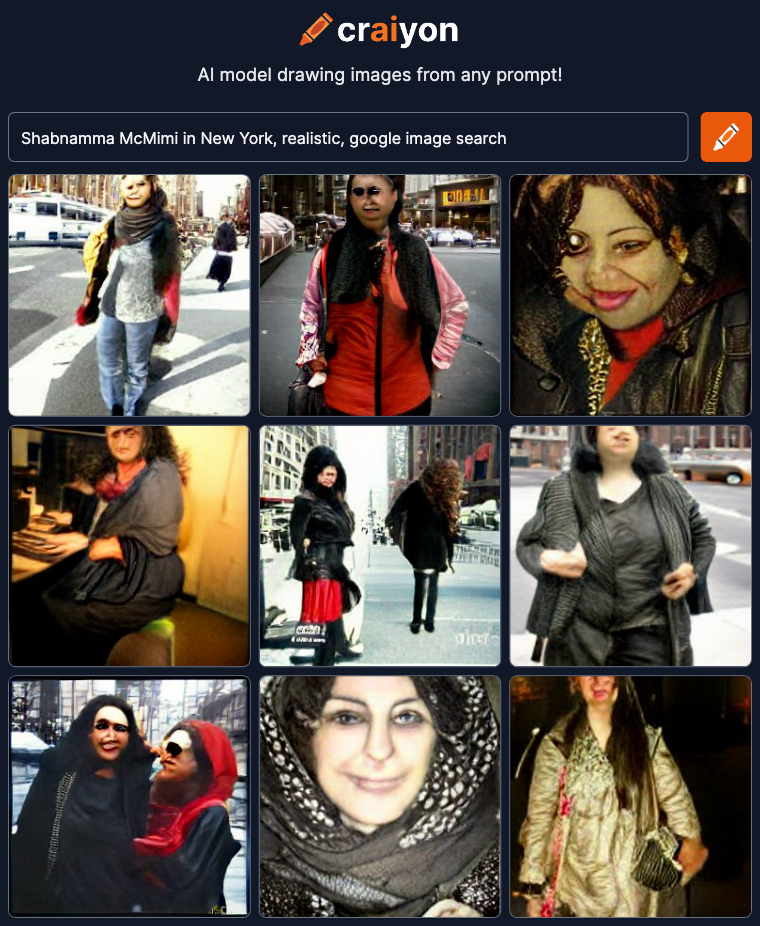 craiyon
AI model drawing images from any prompt!
Shabnamma McMimi in New York, realistic, google image search